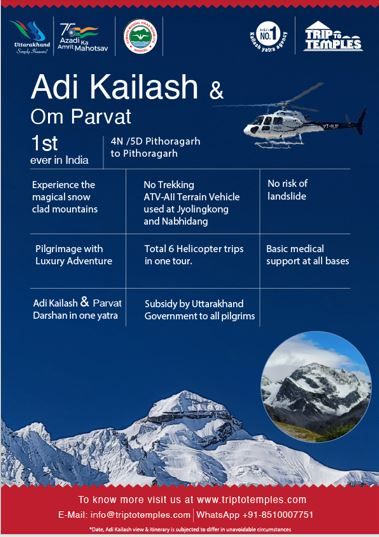 Uttarakhand
Simply Heaven!
Azadi Ka
Amrit Mahotsav
No.1
Kailash yatra agency
TRIP TO
TEMPLES
Adi Kailash &
Om Parvat
1st
ever in India
4N /5D Pithoragarh
to Pithoragarh
Experience the
magical snow
clad mountains
No Trekking
ATV-All Terrain Vehicle
used at Jyolingkong
and Nabhidang
No risk of
landslide
Pilgrimage with
Luxury Adventure
Total 6 Helicopter trips
in one tour.
Basic medical
support at all bases
Adi Kailash & Parvat
Darshan in one yatra
Subsidy by Uttarakhand
Government to all pilgrims
To know more visit us at www.triptotemples.com
E-Mail: info@triptotemples.com | WhatsApp +91-8510007751
*Date, Adi Kailash view & itinerary is subjected to differ in unavoidable circumstances